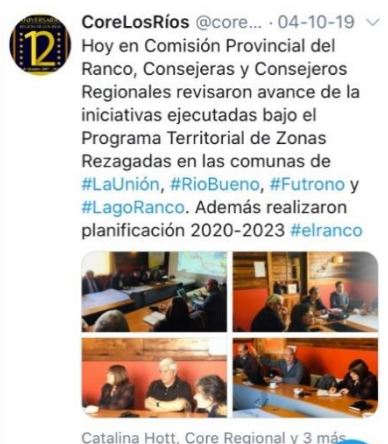 CoreLosRíos @core... · 04-10-19
Hoy en Comisión Provincial del
Ranco, Consejeras y Consejeros
Regionales revisaron avance de la
iniciativas ejecutadas bajo el
Programa Territorial de Zonas
Rezagadas en las comunas de
#LaUnión, #RioBueno, #Futrono y
#LagoRanco. Además realizaron
planificación 2020-2023 #elranco
Catalina Hott, Core Regional y 3 más
12